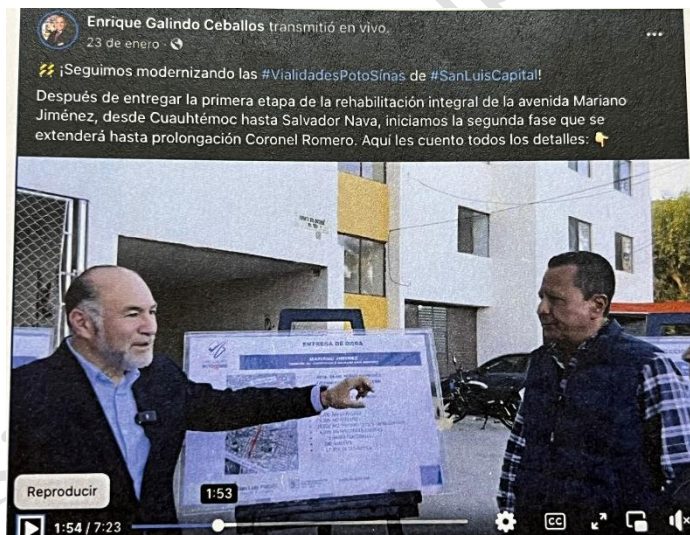 Enrique Galindo Ceballos transmitió en vivo.
23 de enero
¡Seguimos modernizando las #VialidadesPotoSínas de #SanLuisCapital!
Después de entregar la primera etapa de la rehabilitación integral de la avenida Mariano
Jiménez, desde Cuauhtémoc hasta Salvador Nava, iniciamos la segunda fase que se
extenderá hasta prolongación Coronel Romero. Aquí les cuento todos los detalles:
ENTREGA DE OBRA
MARIANO JIMÉNEZ
Reproducir
1:53
1:54 / 7:23
CC